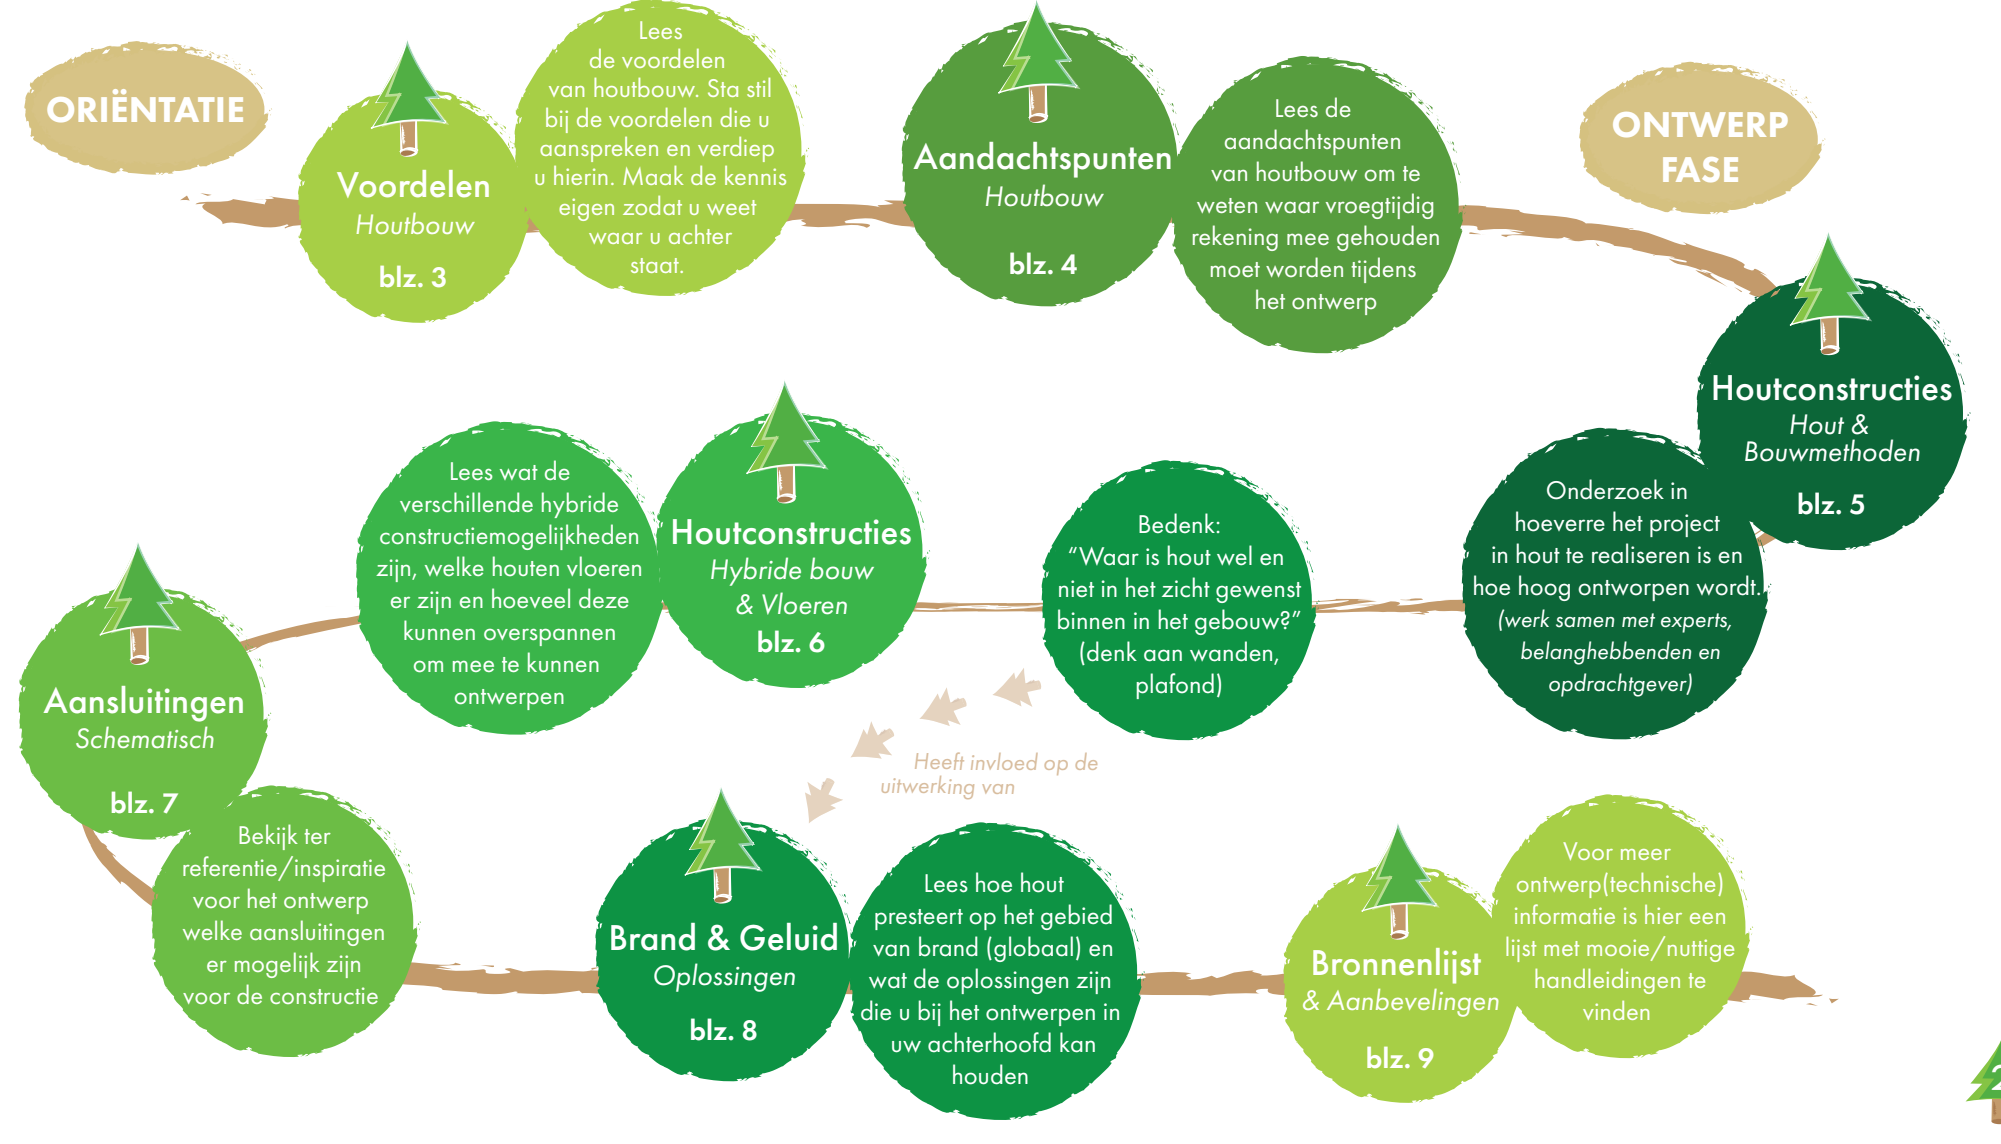 ORIËNTATIE
Voordelen
Houtbouw
blz. 3
Lees
de voordelen
van houtbouw. Sta stil
bij de voordelen die u
aanspreken en verdiep
u hierin. Maak de kennis
eigen zodat u weet
waar u achter
staat.
Aandachtspunten
Houtbouw
blz. 4
Lees de
aandachtspunten
van houtbouw om te
weten waar vroegtijdig
rekening mee gehouden
moet worden tijdens
het ontwerp
ONTWERP
FASE
Houtconstructies
Hout &
Bouwmethoden
blz. 5
Onderzoek in
hoeverre het project
in hout te realiseren is en
hoe hoog ontworpen wordt.
(werk samen met experts,
belanghebbenden en
opdrachtgever)
Bedenk:
“Waar is hout wel en
niet in het zicht gewenst
binnen in het gebouw?”
(denk aan wanden,
plafond)
Heeft invloed op de
uitwerking van
Houtconstructies
Hybride bouw
& Vloeren
blz. 6
Lees wat de
verschillende hybride
constructiemogelijkheden
zijn, welke houten vloeren
er zijn en hoeveel deze
kunnen overspannen
om mee te kunnen
ontwerpen
Aansluitingen
Schematisch
blz. 7
Bekijk ter
referentie/inspiratie
voor het ontwerp
welke aansluitingen
er mogelijk zijn
voor de constructie
Brand & Geluid
Oplossingen
blz. 8
Lees hoe hout
presteert op het gebied
van brand (globaal) en
wat de oplossingen zijn
die u bij het ontwerpen in
uw achterhoofd kan
houden
Bronnenlijst
& Aanbevelingen
blz. 9
Voor meer
ontwerp(technische)
informatie is hier een
lijst met mooie/nuttige
handleidingen te
vinden
2